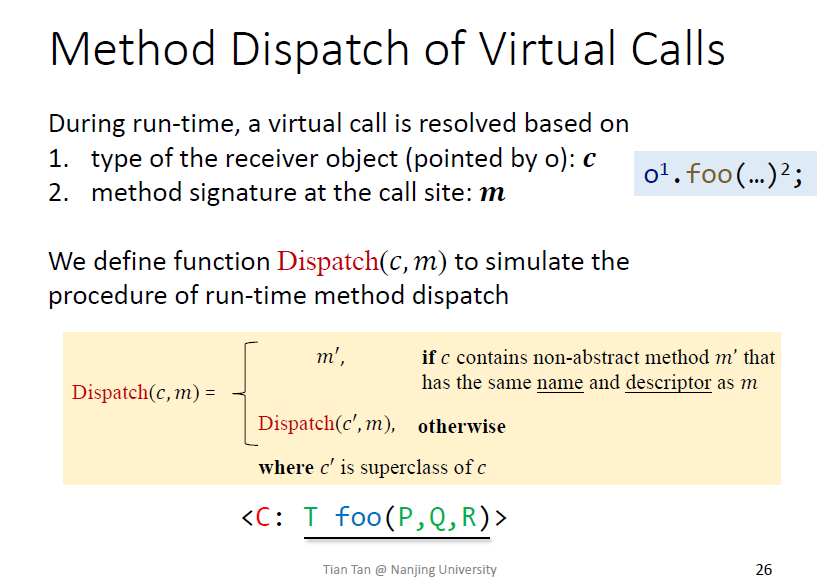 Method Dispatch of Virtual Calls
During run-time, a virtual call is resolved based on
1. type of the receiver object (pointed by o): c
2. method signature at the call site: m
o¹.foo(…)²;
We define function Dispatch(c, m) to simulate the
procedure of run-time method dispatch
m′, if c contains non-abstract method m’ that
has the same name and descriptor as m
Dispatch(c, m) =
Dispatch(c′, m), otherwise
where c′ is superclass of c
<C: T foo(P,Q,R)>
Tian Tan @ Nanjing University
26